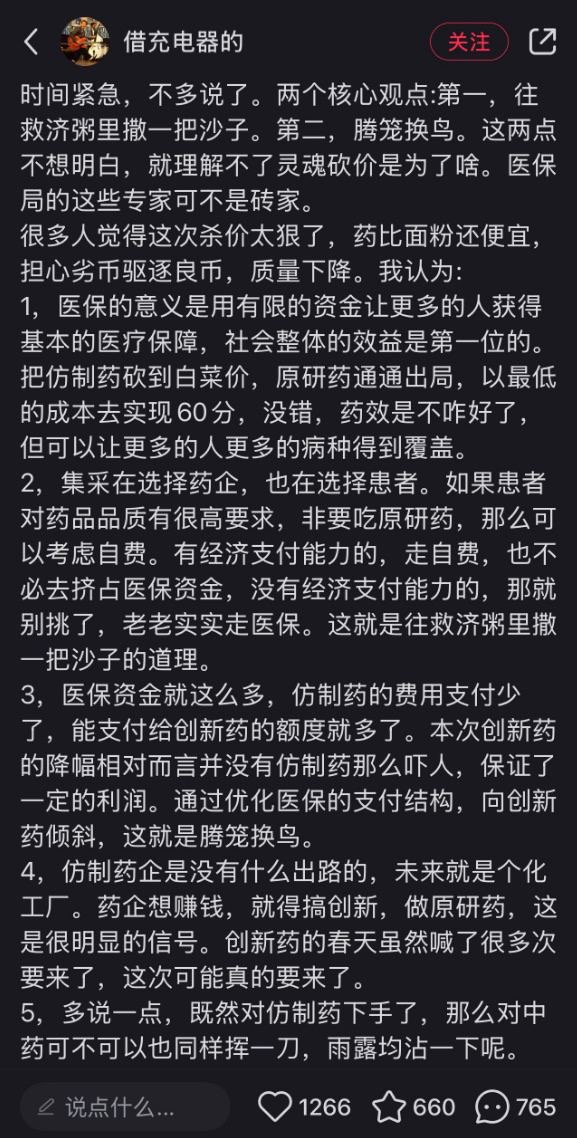 借充电器的
关注
时间紧急，不多说了。两个核心观点:第一，往
救济粥里撒一把沙子。第二，腾笼换鸟。这两点
不想明白，就理解不了灵魂砍价是为了啥。医保
局的这些专家可不是砖家。
很多人觉得这次杀价太狠了，药比面粉还便宜，
担心劣币驱逐良币，质量下降。我认为:
1，医保的意义是用有限的资金让更多的人获得
基本的医疗保障，社会整体的效益是第一位的。
把仿制药砍到白菜价，原研药通通出局，以最低
的成本去实现60分，没错，药效是不咋好了，
但可以让更多的人更多的病种得到覆盖。
2，集采在选择药企，也在选择患者。如果患者
对药品品质有很高要求，非要吃原研药，那么可
以考虑自费。有经济支付能力的，走自费，也不
必去挤占医保资金，没有经济支付能力的，那就
别挑了，老老实实走医保。这就是往救济粥里撒
一把沙子的道理。
3，医保资金就这么多，仿制药的费用支付少
了，能支付给创新药的额度就多了。本次创新药
的降幅相对而言并没有仿制药那么吓人，保证了
一定的利润。通过优化医保的支付结构，向创新
药倾斜，这就是腾笼换鸟。
4，仿制药企是没有什么出路的，未来就是个化
工厂。药企想赚钱，就得搞创新，做原研药，这
是很明显的信号。创新药的春天虽然喊了很多次
要来了，这次可能真的要来了。
5，多说一点，既然对仿制药下手了，那么对中
药可不可以也同样挥一刀，雨露均沾一下呢。
说点什么...
1266
660
765